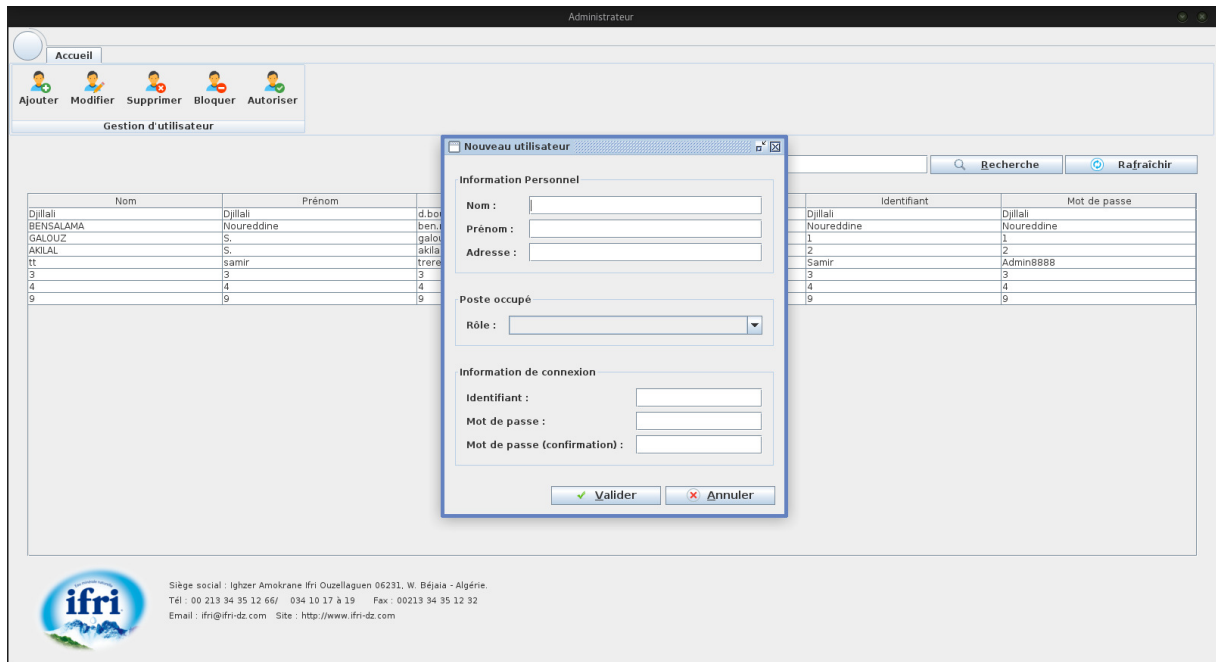 Administrateur
Accueil
Ajouter Modifier Supprimer Bloquer Autoriser
Gestion d'utilisateur
Nouveau utilisateur
Recherche Rafraîchir
Information Personnel
Nom :
Prénom :
Adresse :
Poste occupé
Rôle :
Information de connexion
Identifiant :
Mot de passe :
Mot de passe (confirmation) :
Valider Annuler
Nom Prénom Identifiant Mot de passe
Djillali Djillali d.bou Djillali Djillali
BENSALAMA Noureddine Noureddine Noureddine
GALOUZ S. galou 1 1
AKILAL S. akila 2 2
tt samir trere Samir Admin8888
3 3 3 3 3
4 4 4 4 4
9 9 9 9 9
ifri
Siège social : Ighzer Amokrane Ifri Ouzellaguen 06231, W. Béjaia - Algérie.
Tél : 00 213 34 35 12 66/ 034 10 17 à 19 Fax : 00213 34 35 12 32
Email : ifri@ifri-dz.com Site : http://www.ifri-dz.com